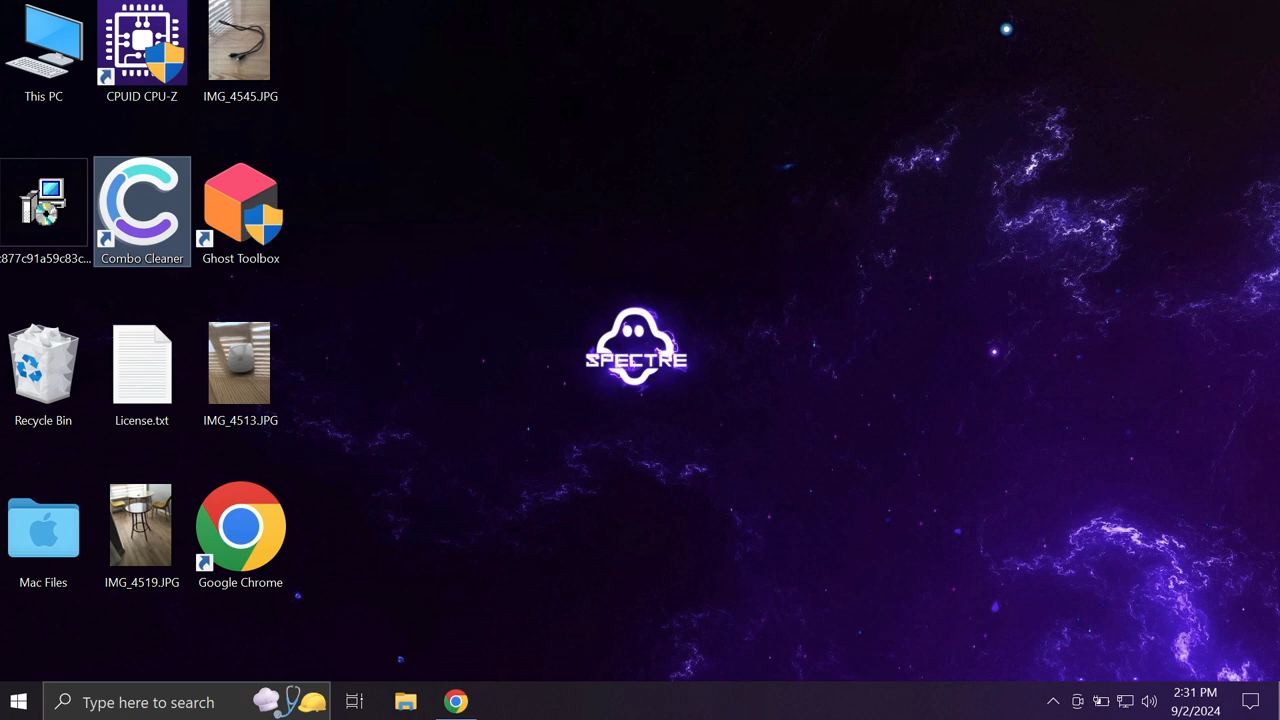 This PC
CPUID CPU-Z
IMG_4545.JPG
c877c91a59c83c...
Combo Cleaner
Ghost Toolbox
SPECTRE
Recycle Bin
License.txt
IMG_4513.JPG
Mac Files
IMG_4519.JPG
Google Chrome
Type here to search
2:31 PM
9/2/2024